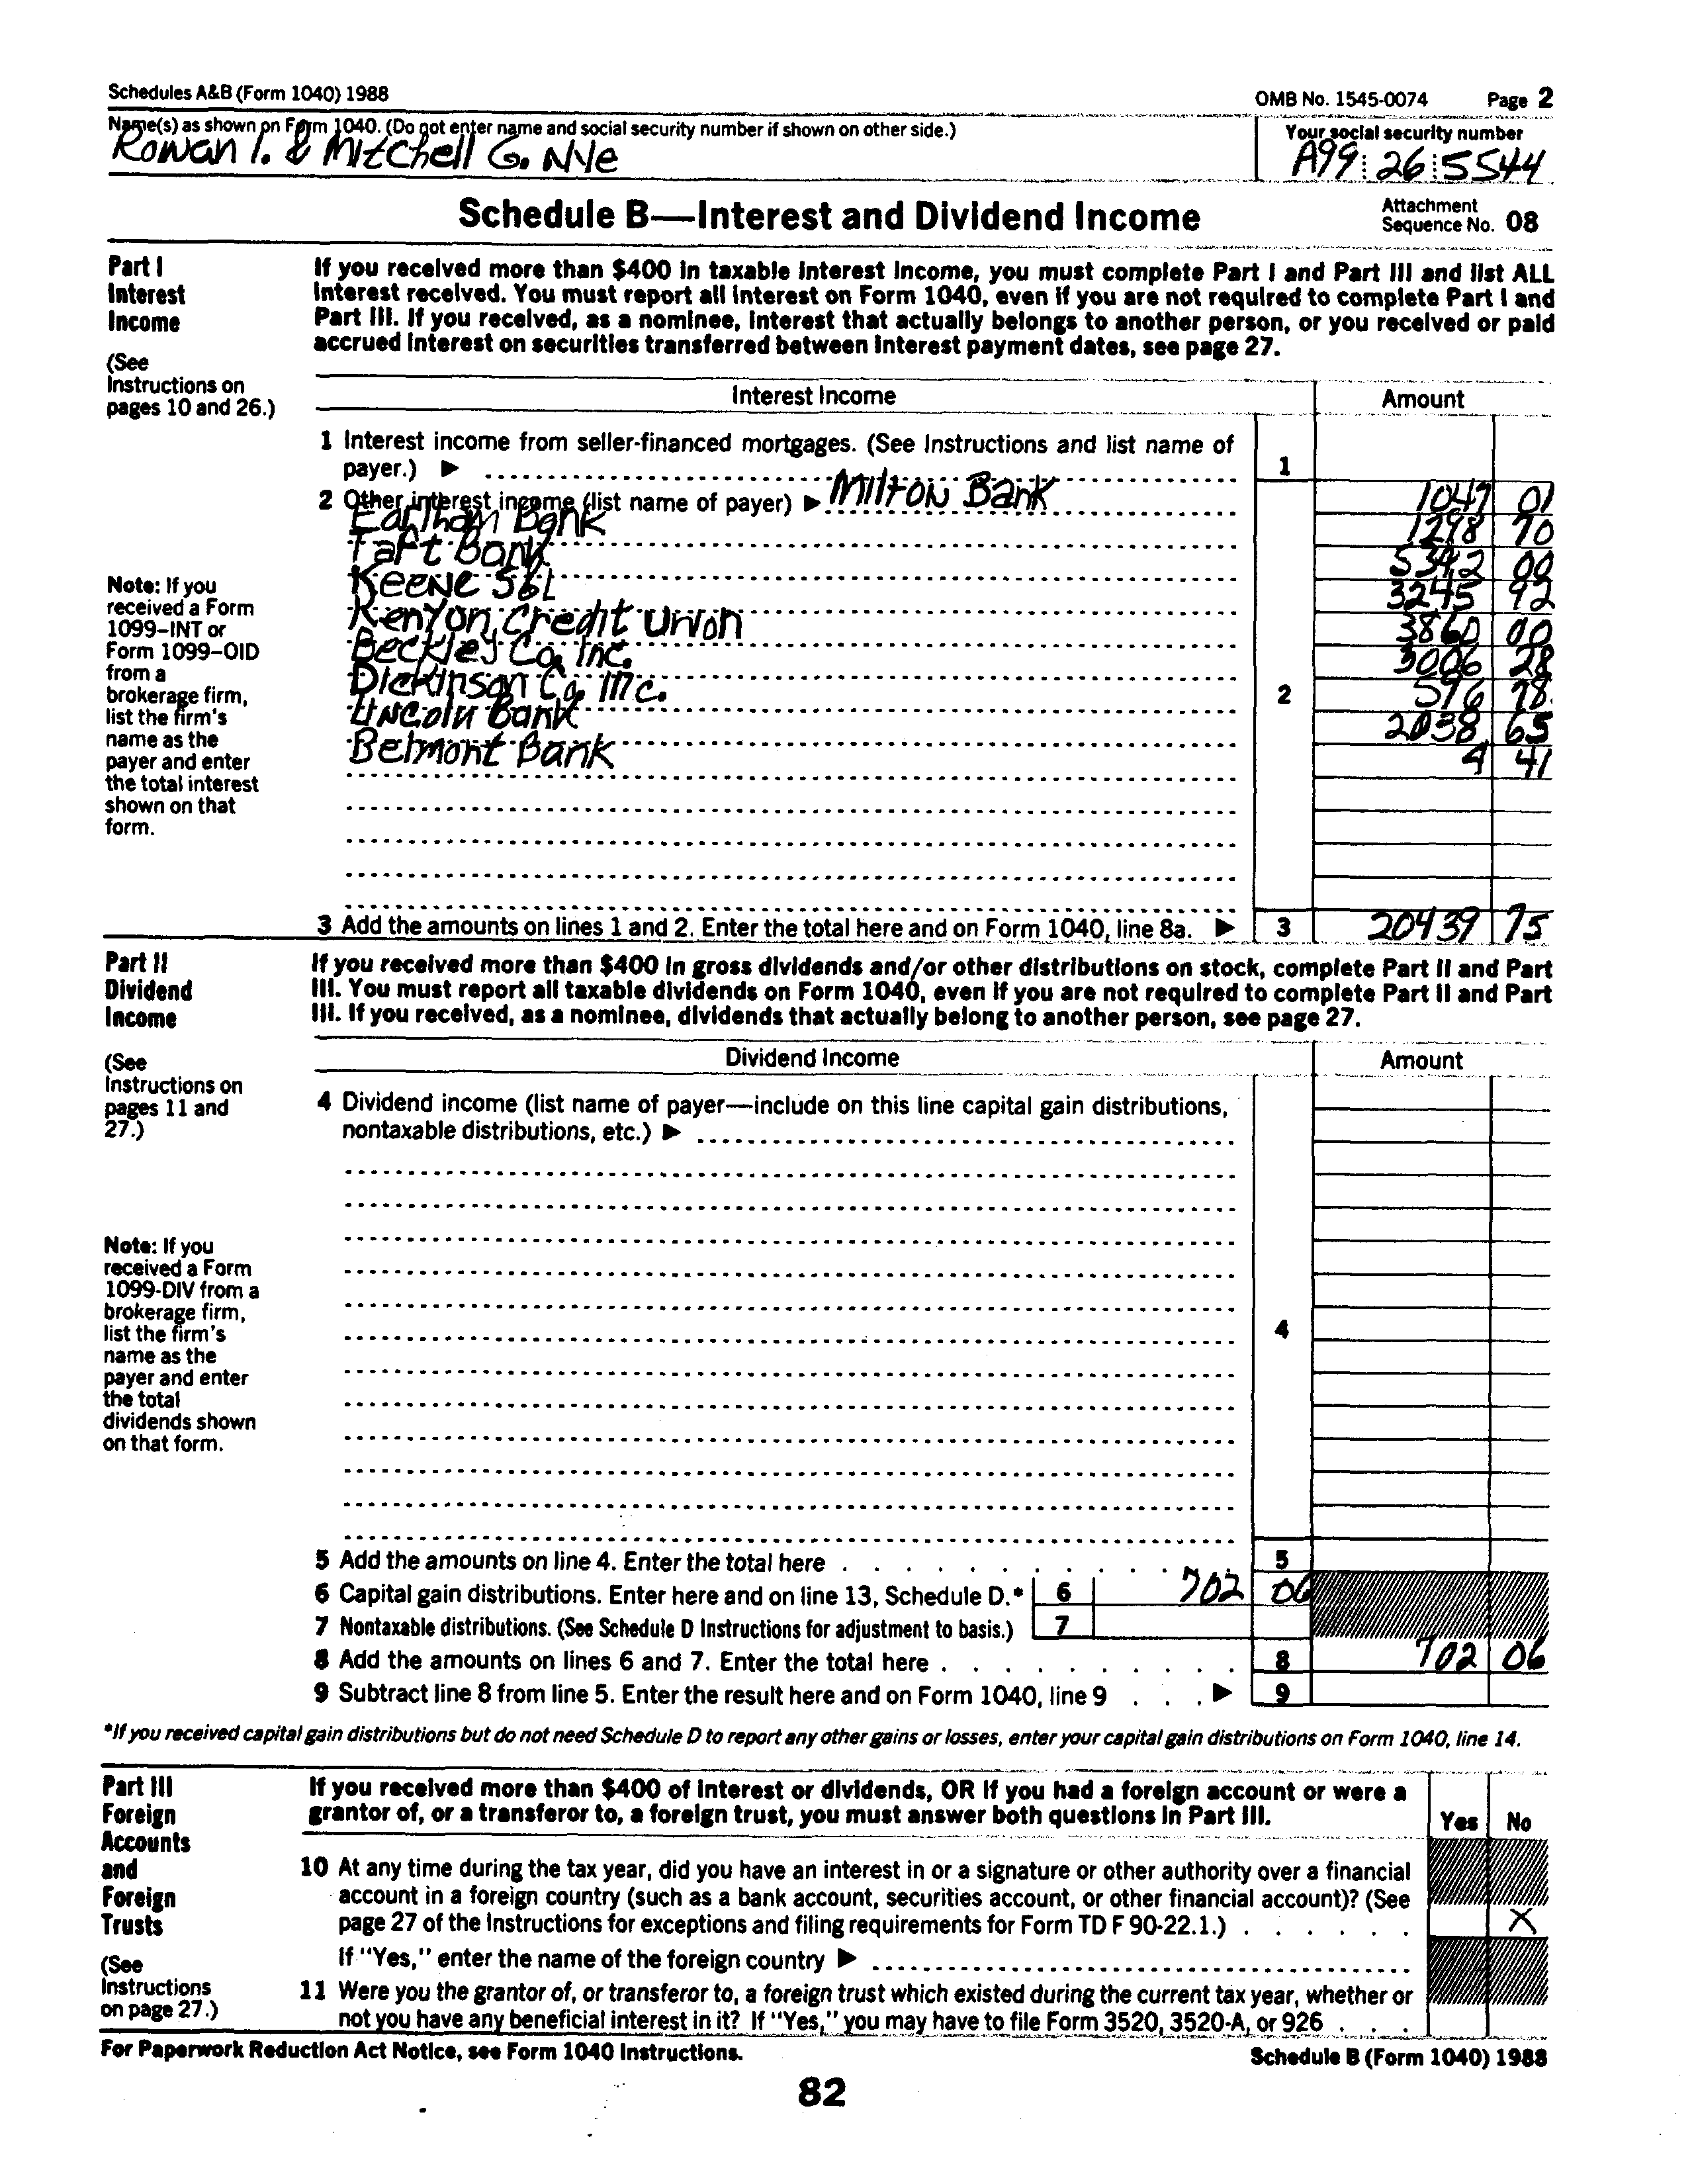 Schedules A&B (Form 1040) 1988 OMB No. 1545-0074 Page 2
Name(s) as shown on Form 1040. (Do not enter name and social security number if shown on other side.) Your social security number
Rowan I. & Mitchell G. Nye A99 26 5544
Schedule B—Interest and Dividend Income Attachment Sequence No. 08
Part I
Interest
Income
(See
Instructions on
pages 10 and 26.)
If you received more than $400 in taxable interest income, you must complete Part I and Part III and list ALL
interest received. You must report all interest on Form 1040, even if you are not required to complete Part I and
Part III. If you received, as a nominee, interest that actually belongs to another person, or you received or paid
accrued interest on securities transferred between interest payment dates, see page 27.
Interest Income Amount
1 Interest income from seller-financed mortgages. (See Instructions and list name of
payer.) ▶ 1
2 Other interest income (list name of payer) ▶ Milton Bank 1047 01
Earlham Bank 1298 70
Taft Bank 5342 00
Keene S&L 3245 92
Kenyon Credit Union 3860 00
Beckley Co, Inc. 3006 28
Dickinson Co, Inc. 2 596 78
Lincoln Bank 2038 65
Belmont Bank 4 41
Note: If you
received a Form
1099–INT or
Form 1099–OID
from a
brokerage firm,
list the firm's
name as the
payer and enter
the total interest
shown on that
form.
3 Add the amounts on lines 1 and 2. Enter the total here and on Form 1040, line 8a. ▶ 3 20439 75
Part II
Dividend
Income
(See
Instructions on
pages 11 and
27.)
If you received more than $400 in gross dividends and/or other distributions on stock, complete Part II and Part
III. You must report all taxable dividends on Form 1040, even if you are not required to complete Part II and Part
III. If you received, as a nominee, dividends that actually belong to another person, see page 27.
Dividend Income Amount
4 Dividend income (list name of payer—include on this line capital gain distributions,
nontaxable distributions, etc.) ▶
Note: If you
received a Form
1099-DIV from a
brokerage firm,
list the firm's
name as the
payer and enter
the total
dividends shown
on that form.
4
5 Add the amounts on line 4. Enter the total here . . . . . . . . . . 5
6 Capital gain distributions. Enter here and on line 13, Schedule D.* 6 702 06
7 Nontaxable distributions. (See Schedule D Instructions for adjustment to basis.) 7
8 Add the amounts on lines 6 and 7. Enter the total here . . . . . . . . . . 8 702 06
9 Subtract line 8 from line 5. Enter the result here and on Form 1040, line 9 . . . ▶ 9
*If you received capital gain distributions but do not need Schedule D to report any other gains or losses, enter your capital gain distributions on Form 1040, line 14.
Part III
Foreign
Accounts
and
Foreign
Trusts
(See
Instructions
on page 27.)
If you received more than $400 of interest or dividends, OR if you had a foreign account or were a
grantor of, or a transferor to, a foreign trust, you must answer both questions in Part III. Yes No
10 At any time during the tax year, did you have an interest in or a signature or other authority over a financial
account in a foreign country (such as a bank account, securities account, or other financial account)? (See
page 27 of the Instructions for exceptions and filing requirements for Form TD F 90-22.1.) . . . . . . X
If "Yes," enter the name of the foreign country ▶
11 Were you the grantor of, or transferor to, a foreign trust which existed during the current tax year, whether or
not you have any beneficial interest in it? If "Yes," you may have to file Form 3520, 3520-A, or 926 . . .
For Paperwork Reduction Act Notice, see Form 1040 Instructions. Schedule B (Form 1040) 1988
82